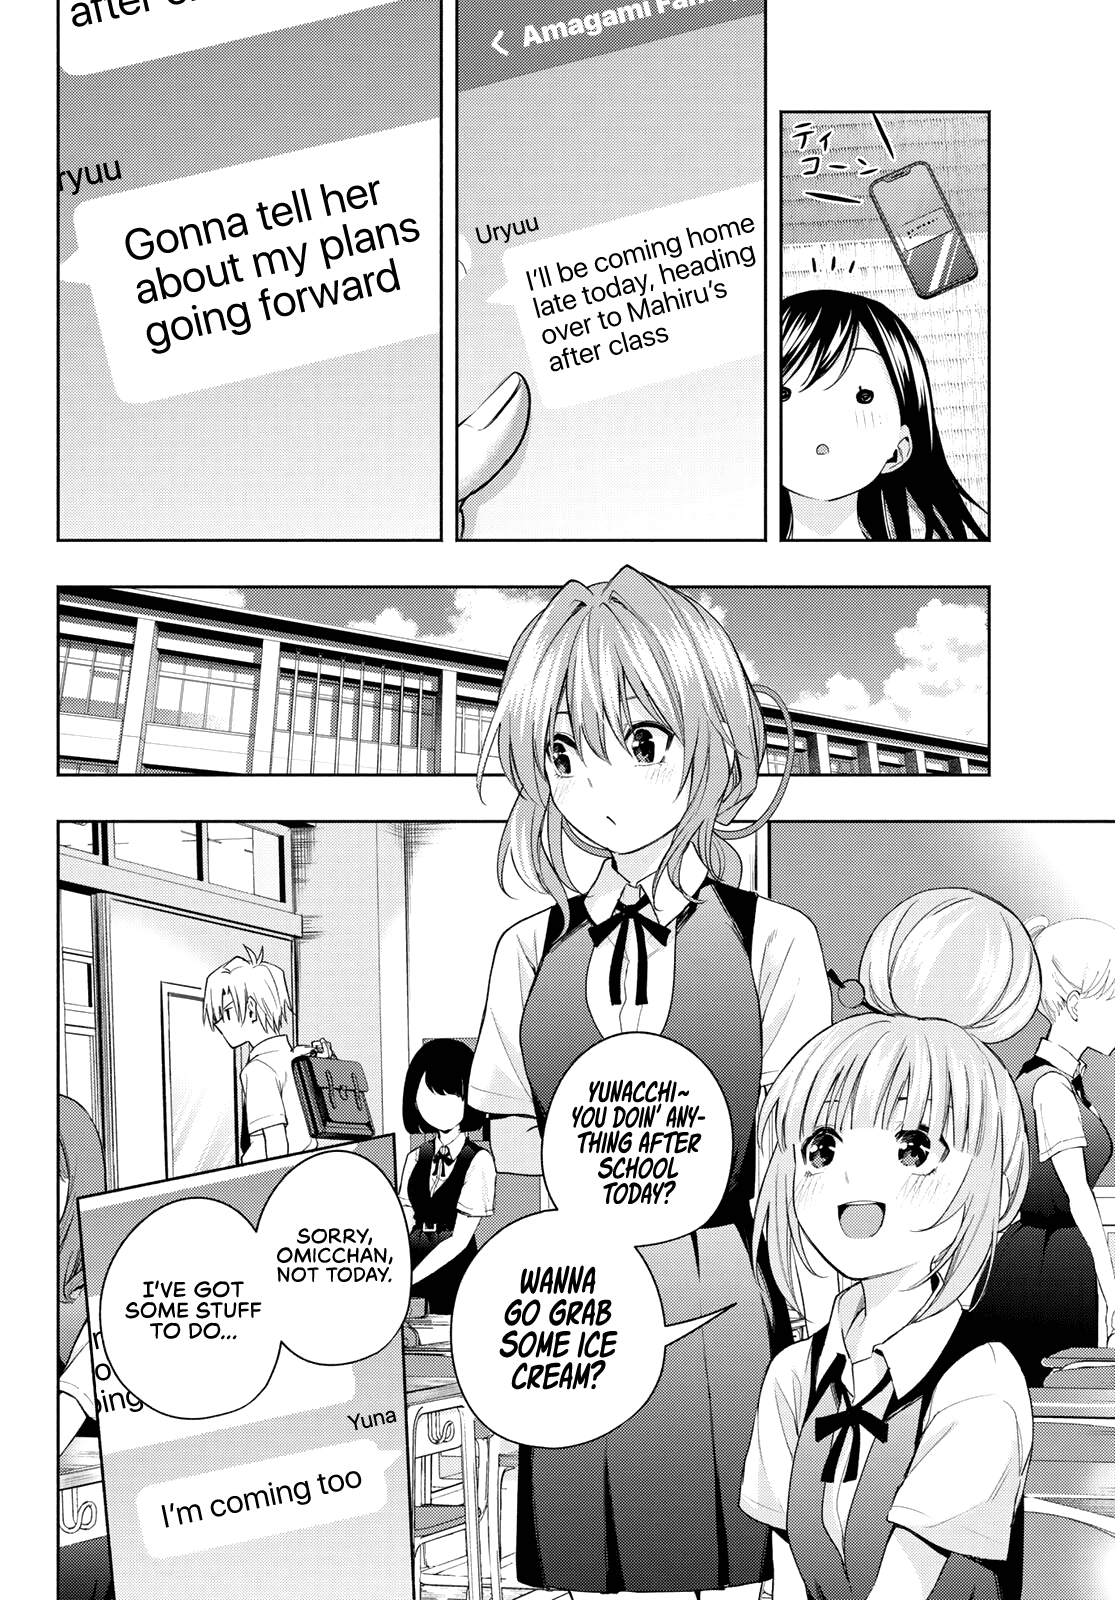 ティ
コーン
Amagami
Uryuu
I'll be coming home
late today, heading
over to Mahiru's
after class
after
ryuu
Gonna tell her
about my plans
going forward
YUNACCHI~
YOU DOIN' ANY-
THING AFTER
SCHOOL
TODAY?
WANNA
GO GRAB
SOME ICE
CREAM?
SORRY,
OMICCHAN,
NOT TODAY.
I'VE GOT
SOME STUFF
TO DO...
Yuna
I'm coming too